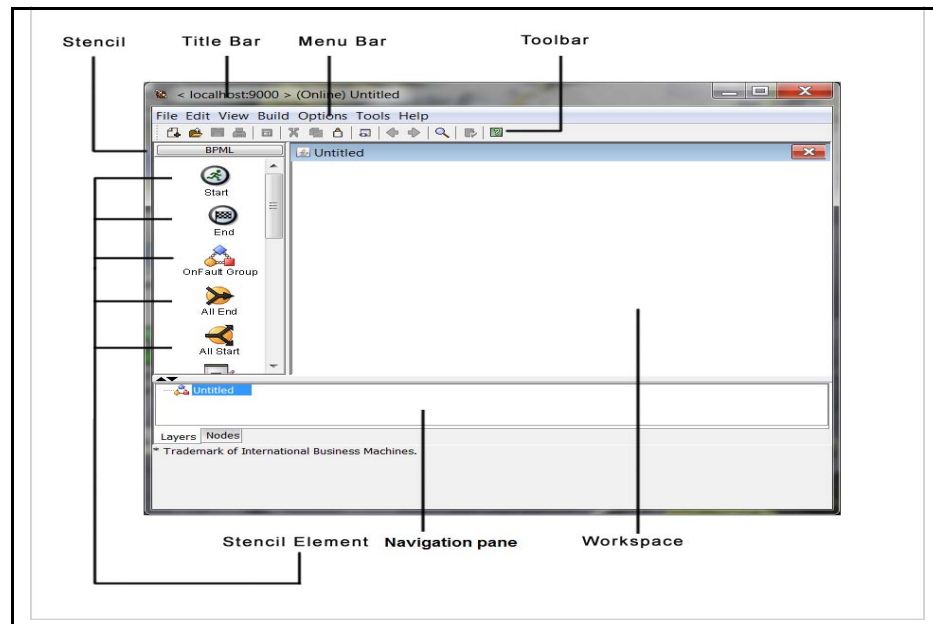 Stencil Title Bar Menu Bar Toolbar
< localhost:9000 > (Online) Untitled
File Edit View Build Options Tools Help
BPML
Untitled
Start
End
OnFault Group
All End
All Start
Untitled
Layers Nodes
* Trademark of International Business Machines.
Stencil Element Navigation pane Workspace